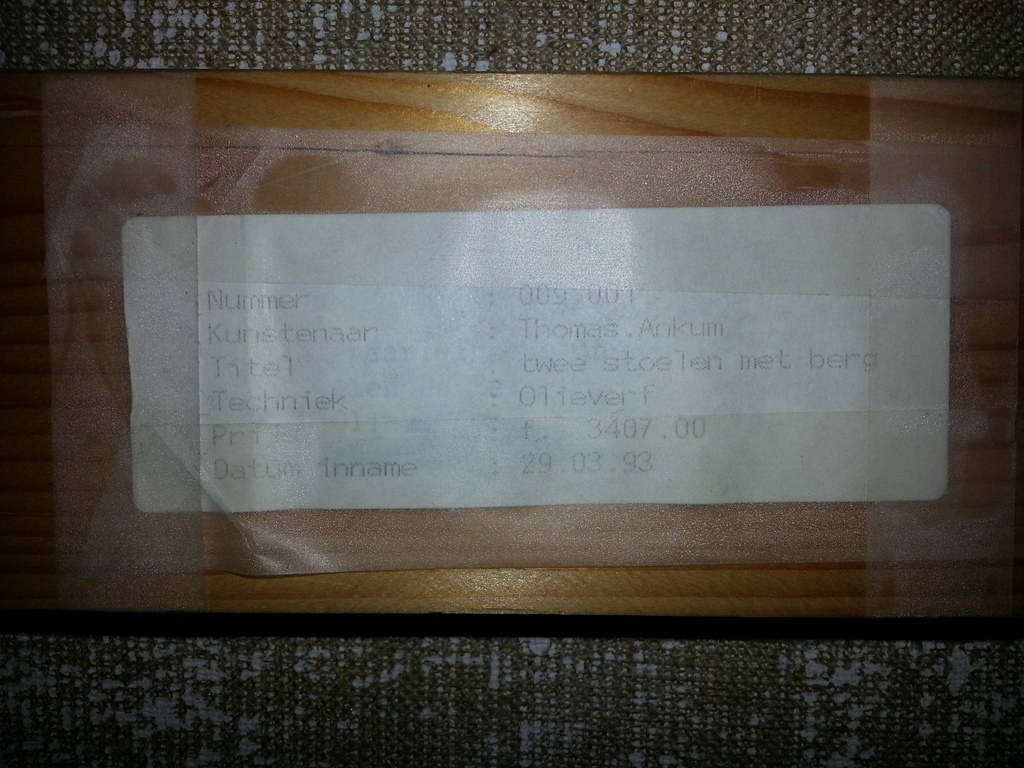 Nummer : 009.001
Kunstenaar : Thomas Ankum
Titel : twee stoelen met berg
Techniek : Olieverf
Prijs : f. 3407.00
Datum inname : 29.03.93